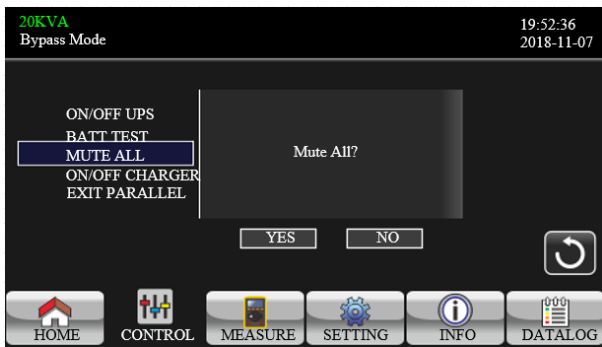 20KVA
Bypass Mode
19:52:36
2018-11-07
ON/OFF UPS
BATT TEST
MUTE ALL
ON/OFF CHARGER
EXIT PARALLEL
Mute All?
YES NO
HOME CONTROL MEASURE SETTING INFO DATALOG